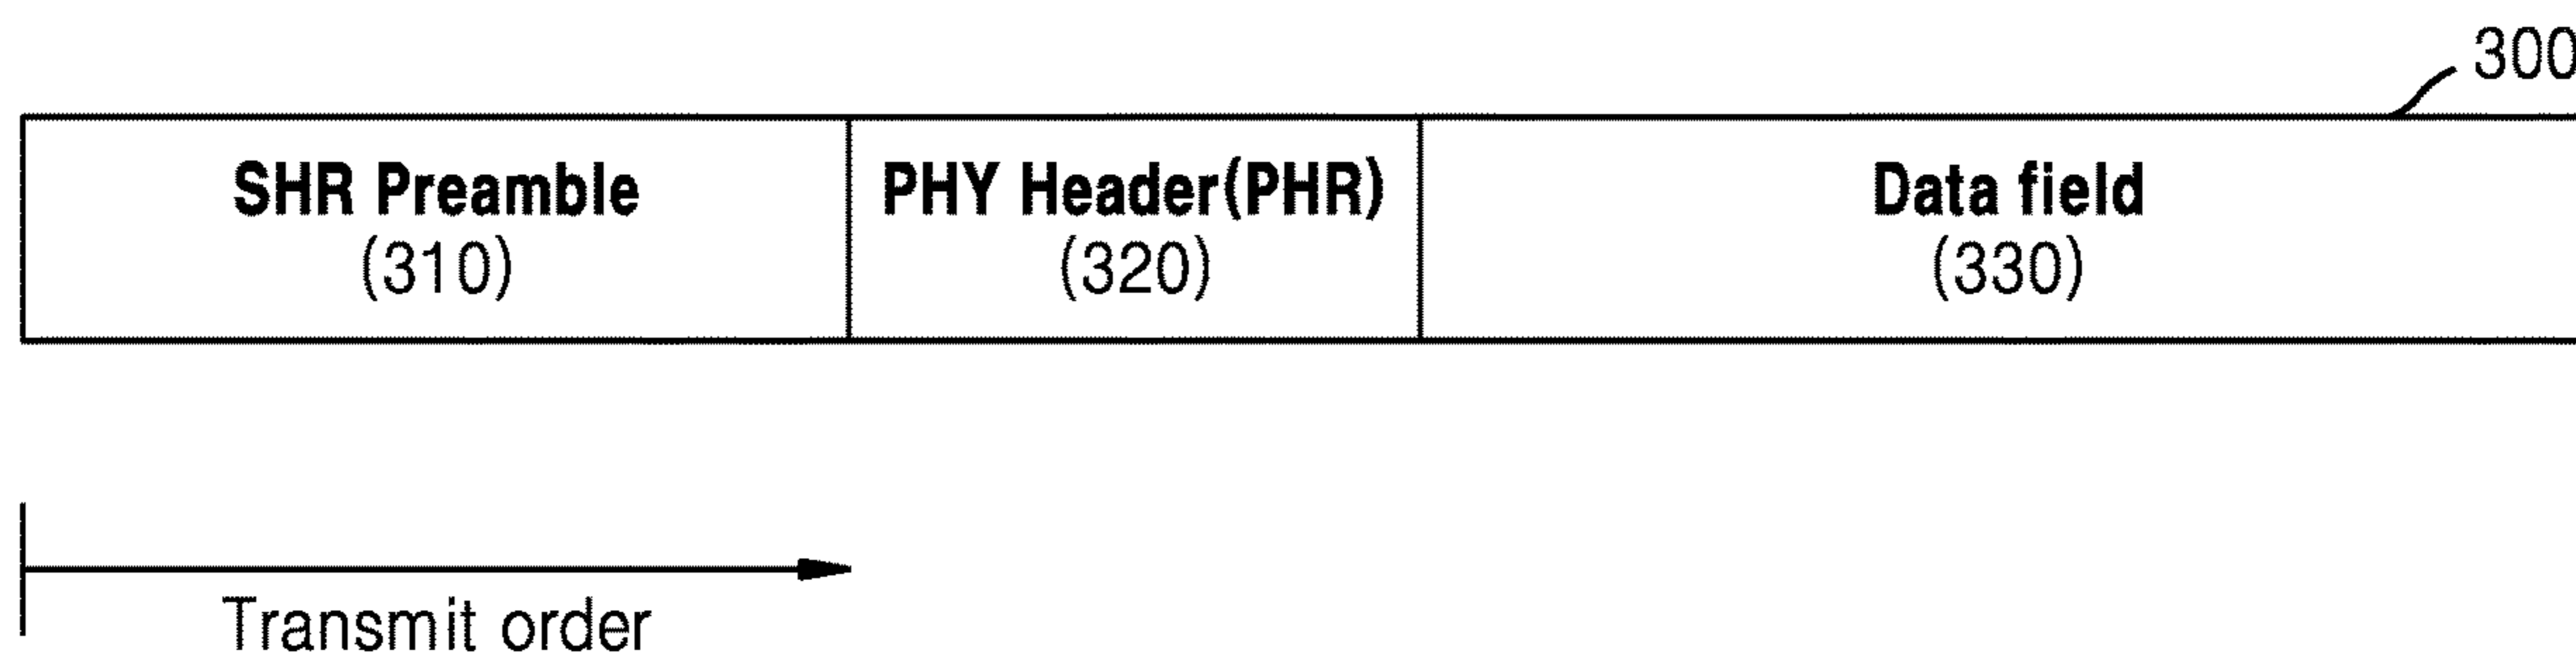 300
SHR Preamble
(310)
PHY Header(PHR)
(320)
Data field
(330)
Transmit order